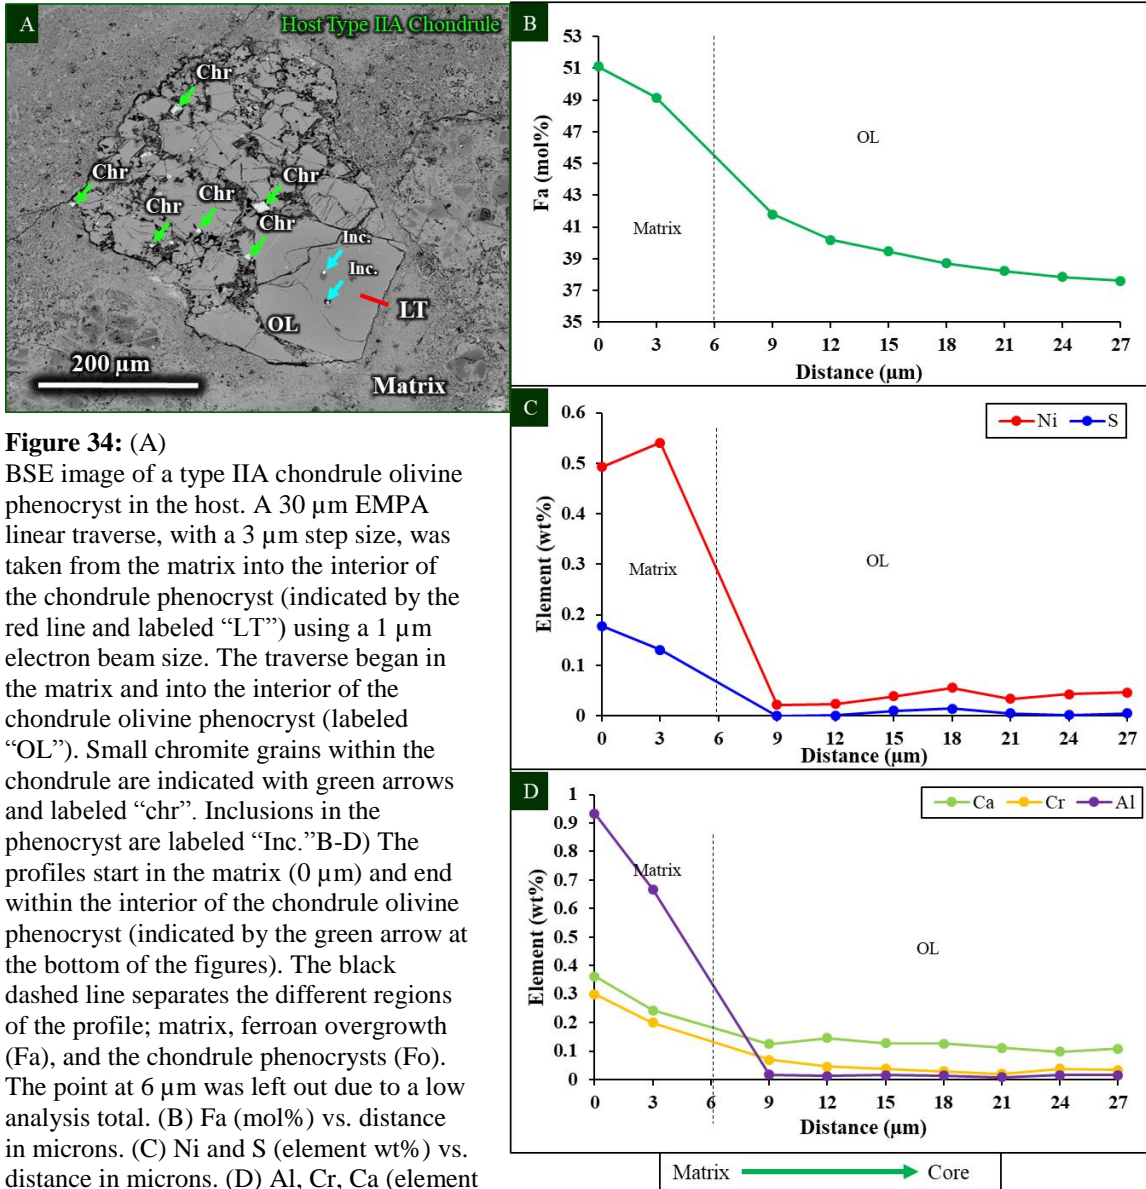 A
Host Type IIA Chondrule
Chr
Chr
Chr
Chr
Chr
Chr
Inc.
Inc.
OL
LT
200 µm
Matrix
Figure 34: (A)
BSE image of a type IIA chondrule olivine
phenocryst in the host. A 30 µm EMPA
linear traverse, with a 3 µm step size, was
taken from the matrix into the interior of
the chondrule phenocryst (indicated by the
red line and labeled “LT”) using a 1 µm
electron beam size. The traverse began in
the matrix and into the interior of the
chondrule olivine phenocryst (labeled
“OL”). Small chromite grains within the
chondrule are indicated with green arrows
and labeled “chr”. Inclusions in the
phenocryst are labeled “Inc.”B-D) The
profiles start in the matrix (0 µm) and end
within the interior of the chondrule olivine
phenocryst (indicated by the green arrow at
the bottom of the figures). The black
dashed line separates the different regions
of the profile; matrix, ferroan overgrowth
(Fa), and the chondrule phenocrysts (Fo).
The point at 6 µm was left out due to a low
analysis total. (B) Fa (mol%) vs. distance
in microns. (C) Ni and S (element wt%) vs.
distance in microns. (D) Al, Cr, Ca (element
B
Fa (mol%)
53
51
49
47
45
43
41
39
37
35
Matrix
OL
0 3 6 9 12 15 18 21 24 27
Distance (µm)
C
Ni S
Element (wt%)
0.6
0.5
0.4
0.3
0.2
0.1
0
Matrix
OL
0 3 6 9 12 15 18 21 24 27
Distance (µm)
D
Ca Cr Al
Element (wt%)
1
0.9
0.8
0.7
0.6
0.5
0.4
0.3
0.2
0.1
0
Matrix
OL
0 3 6 9 12 15 18 21 24 27
Distance (µm)
Matrix Core